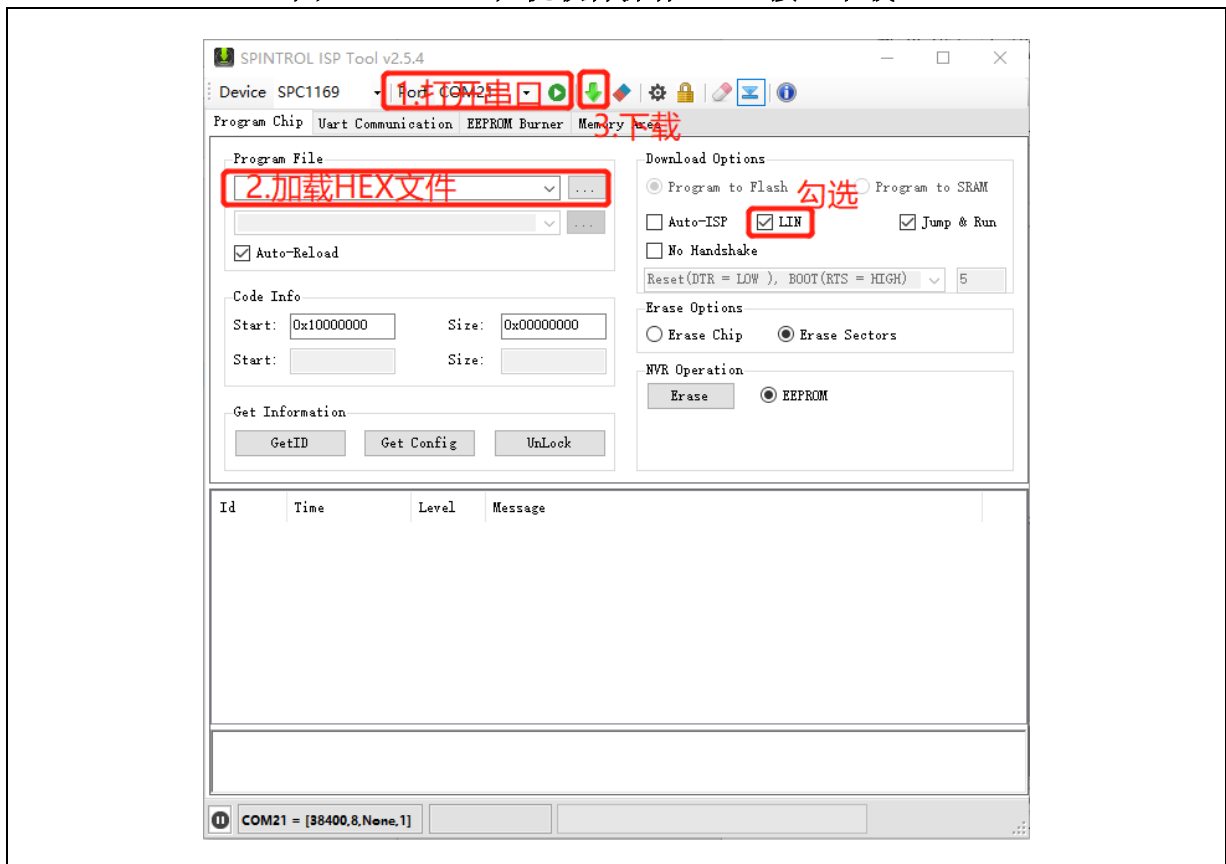 SPINTROL ISP Tool v2.5.4
Device SPC1169 Port COM21
1.打开串口
3.下载
Program Chip Uart Communication EEPROM Burner Memory Area
Program File
2.加载HEX文件
...
...
Auto-Reload
Code Info
Start: 0x10000000 Size: 0x00000000
Start: Size:
Get Information
GetID Get Config UnLock
Download Options
Program to Flash 勾选 Program to SRAM
Auto-ISP LIN Jump & Run
No Handshake
Reset(DTR = LOW ), BOOT(RTS = HIGH) 5
Erase Options
Erase Chip Erase Sectors
NVR Operation
Erase EEPROM
Id Time Level Message
COM21 = [38400,8,None,1]